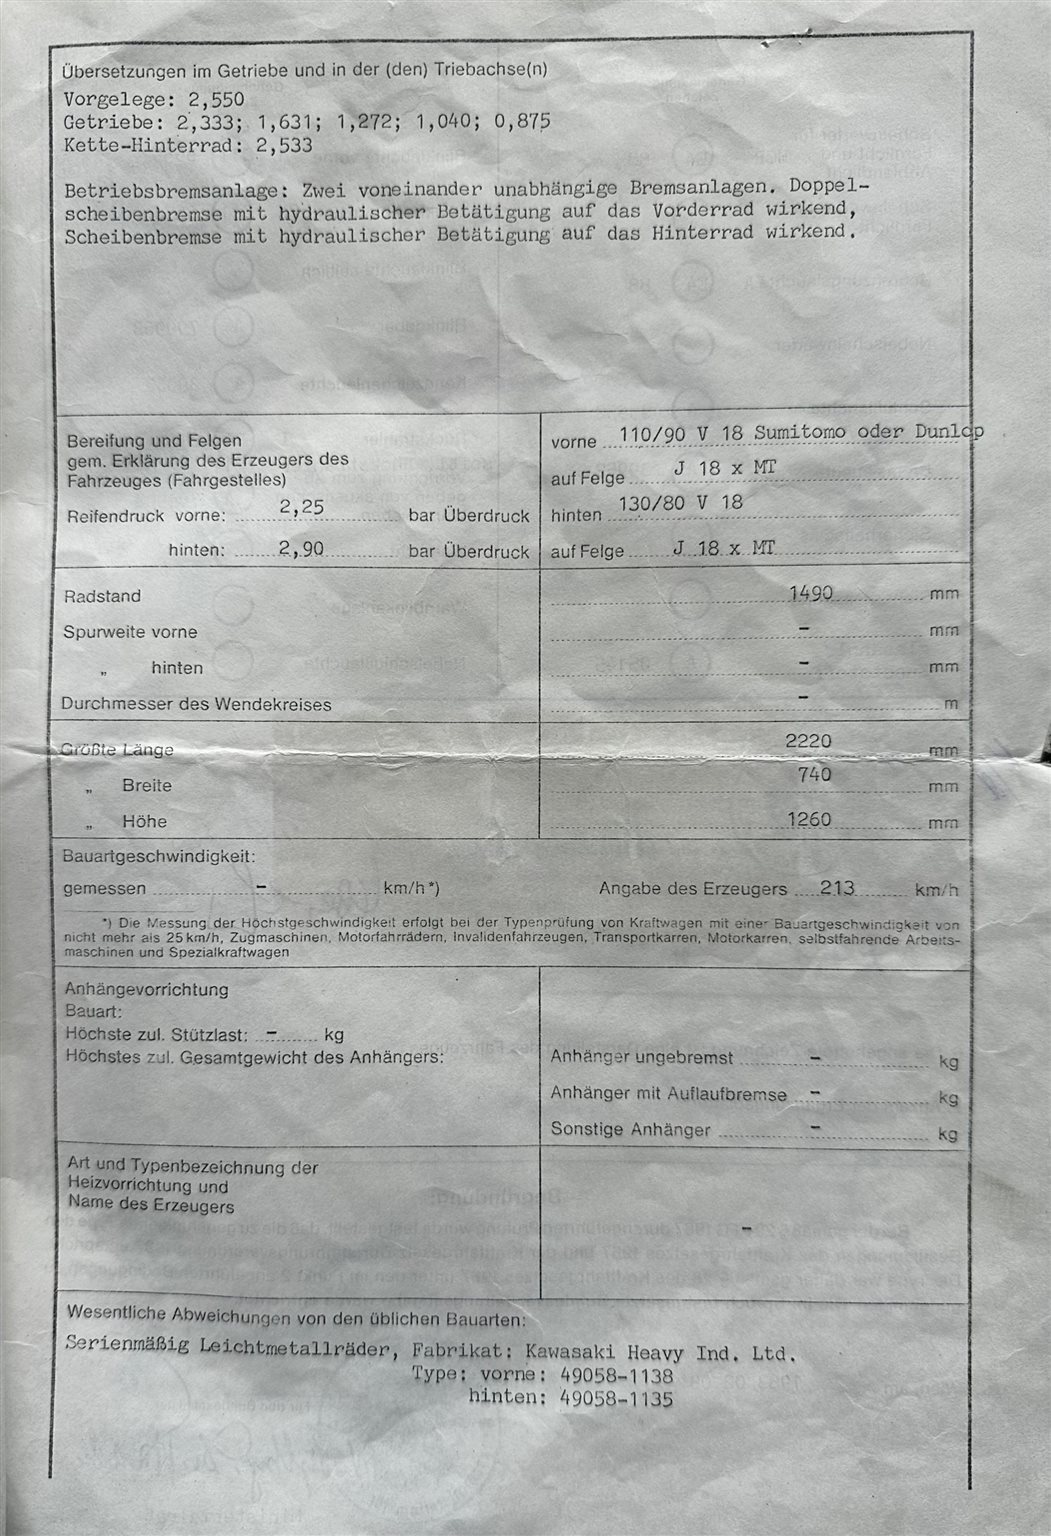 Übersetzungen im Getriebe und in der (den) Triebachse(n)
Vorgelege: 2,550
Getriebe: 2,333; 1,631; 1,272; 1,040; 0,875
Kette-Hinterrad: 2,533
Betriebsbremsanlage: Zwei voneinander unabhängige Bremsanlagen. Doppel-
scheibenbremse mit hydraulischer Betätigung auf das Vorderrad wirkend,
Scheibenbremse mit hydraulischer Betätigung auf das Hinterrad wirkend.
Bereifung und Felgen
gem. Erklärung des Erzeugers des
Fahrzeuges (Fahrgestelles)
Reifendruck vorne: 2,25 bar Überdruck
hinten: 2,90 bar Überdruck
vorne 110/90 V 18 Sumitomo oder Dunlop
auf Felge J 18 x MT
hinten 130/80 V 18
auf Felge J 18 x MT
Radstand 1490 mm
Spurweite vorne - mm
„ hinten - mm
Durchmesser des Wendekreises - m
Größte Länge 2220 mm
„ Breite 740 mm
„ Höhe 1260 mm
Bauartgeschwindigkeit:
gemessen - km/h*) Angabe des Erzeugers 213 km/h
*) Die Messung der Höchstgeschwindigkeit erfolgt bei der Typenprüfung von Kraftwagen mit einer Bauartgeschwindigkeit von
nicht mehr als 25 km/h, Zugmaschinen, Motorfahrrädern, Invalidenfahrzeugen, Transportkarren, Motorkarren, selbstfahrende Arbeits-
maschinen und Spezialkraftwagen
Anhängevorrichtung
Bauart:
Höchste zul. Stützlast: - kg
Höchstes zul. Gesamtgewicht des Anhängers:
Anhänger ungebremst - kg
Anhänger mit Auflaufbremse - kg
Sonstige Anhänger - kg
Art und Typenbezeichnung der
Heizvorrichtung und
Name des Erzeugers
-
Wesentliche Abweichungen von den üblichen Bauarten:
Serienmäßig Leichtmetallräder, Fabrikat: Kawasaki Heavy Ind. Ltd.
Type: vorne: 49058-1138
hinten: 49058-1135